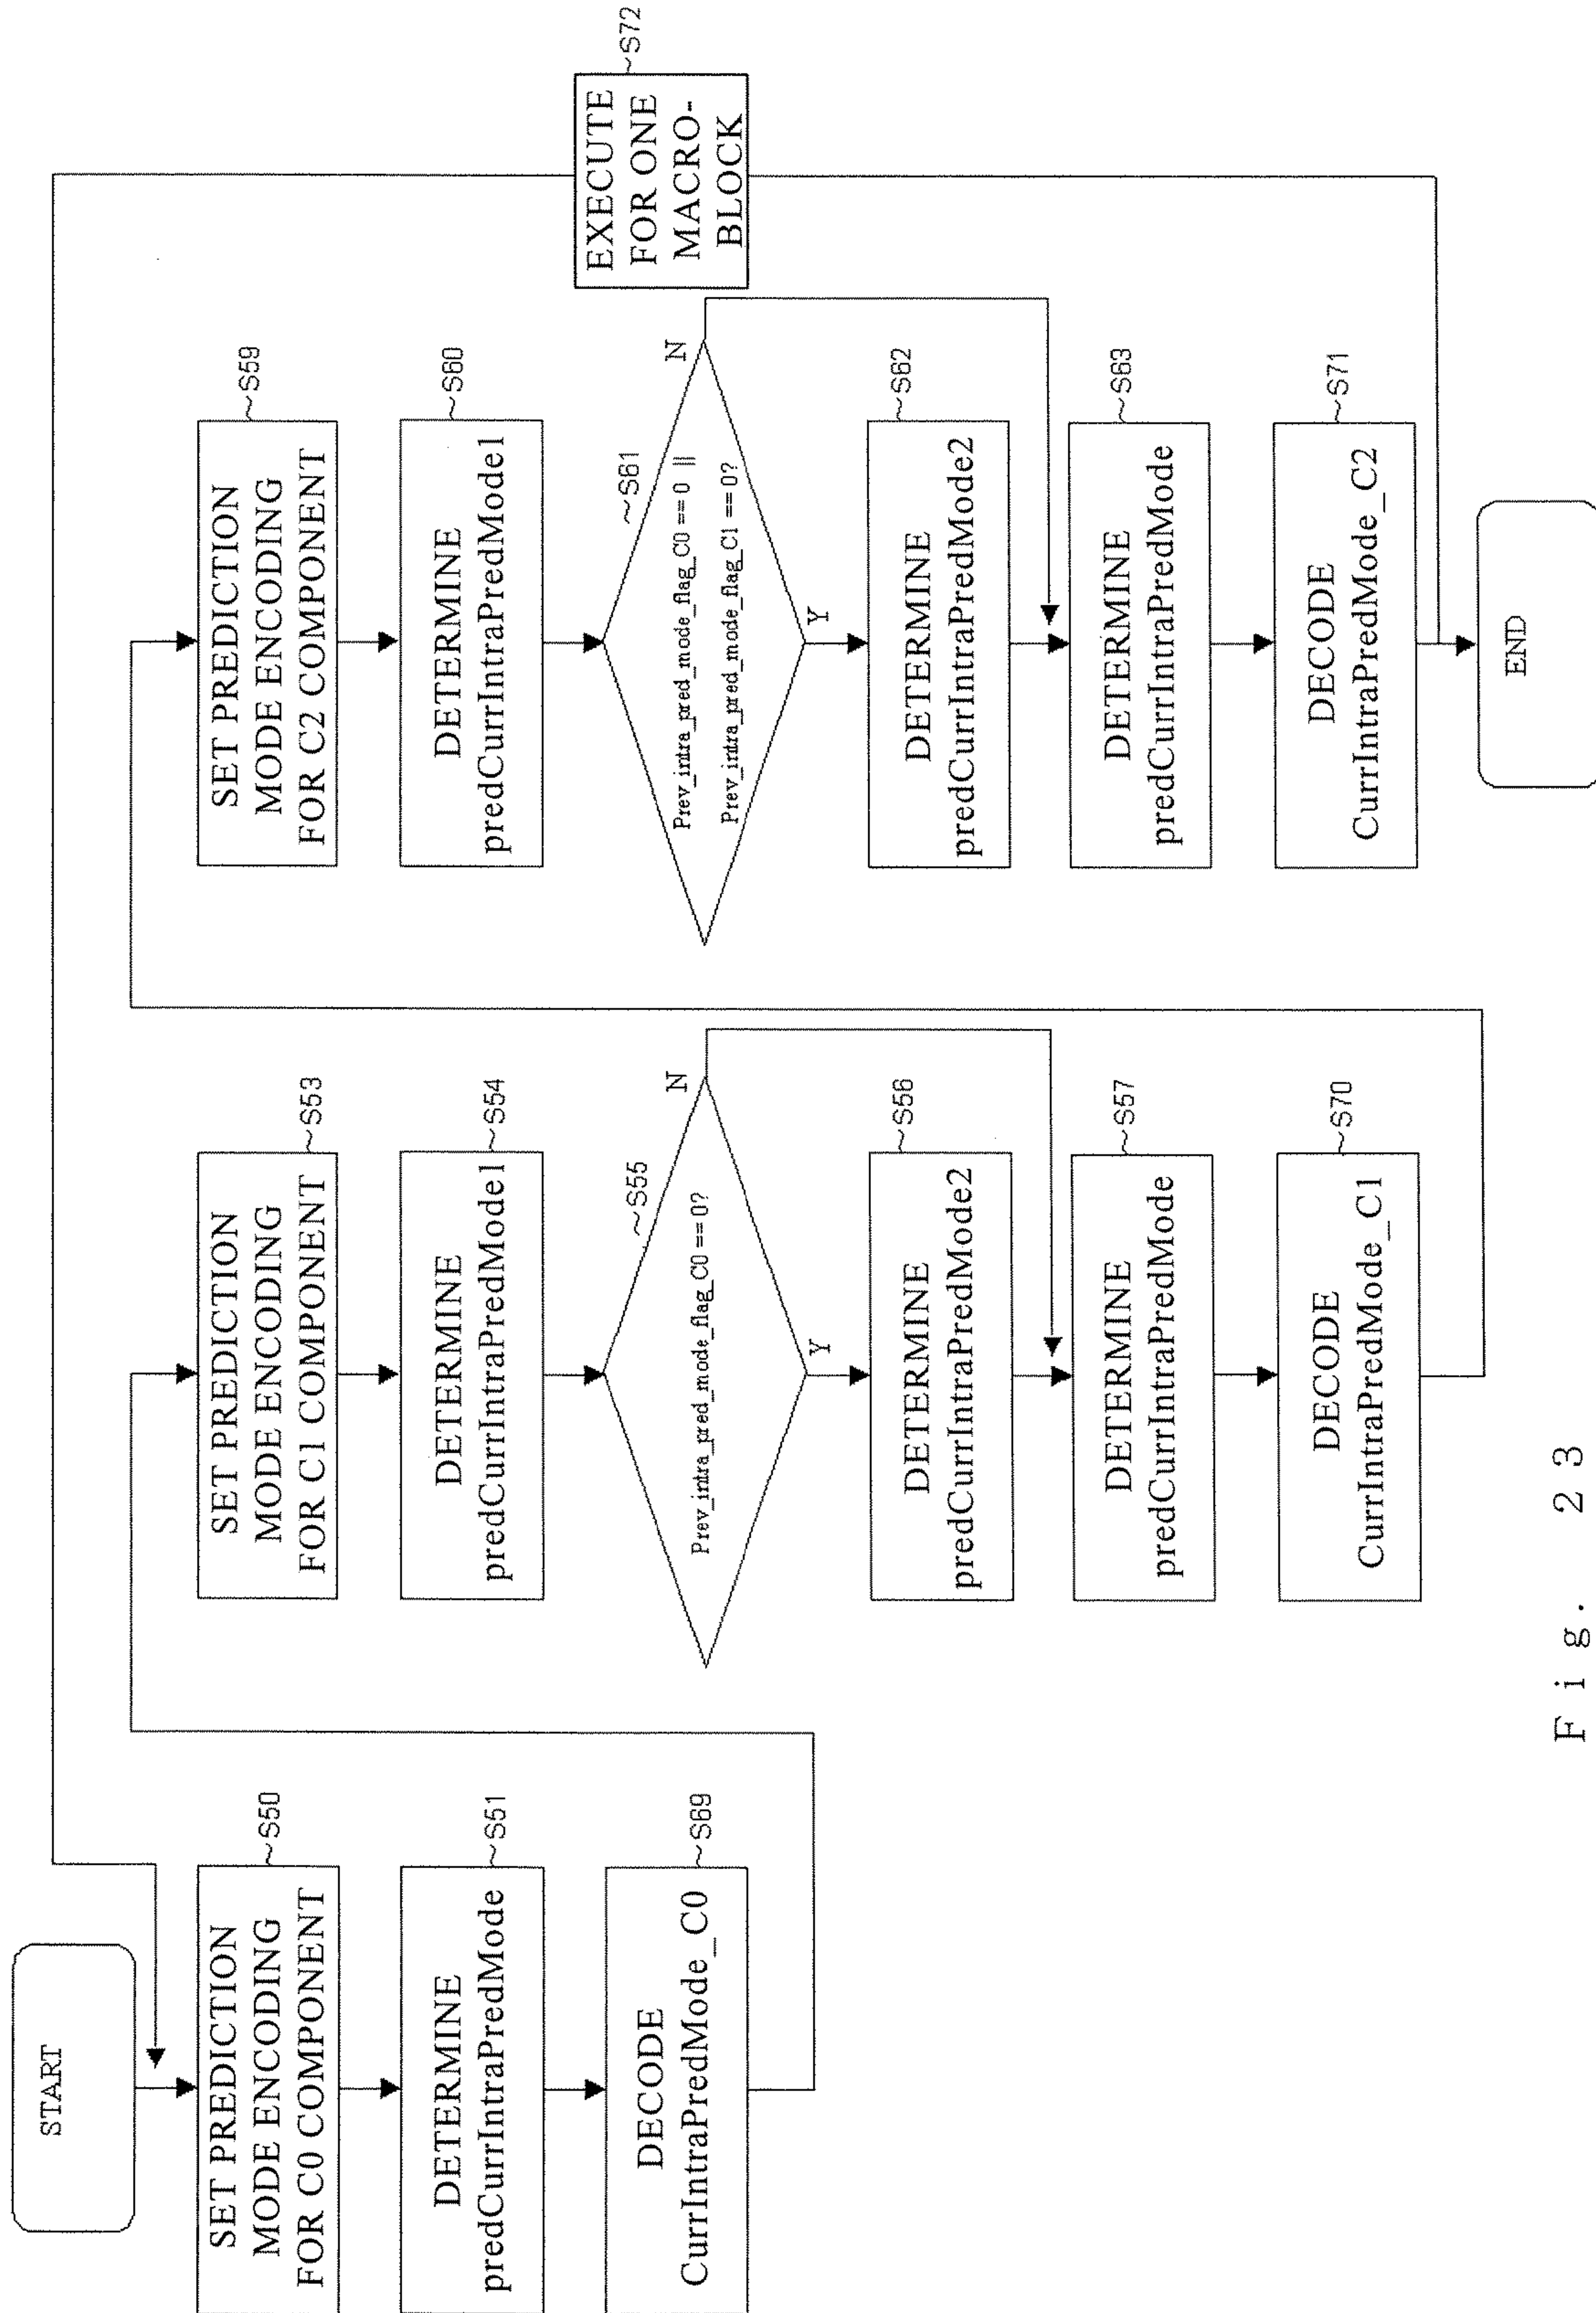 START
SET PREDICTION
MODE ENCODING
FOR C0 COMPONENT
~S50
DETERMINE
predCurrIntraPredMode
~S51
DECODE
CurrIntraPredMode_C0
~S69
SET PREDICTION
MODE ENCODING
FOR C1 COMPONENT
~S53
DETERMINE
predCurrIntraPredMode1
~S54
Prev_intra_pred_mode_flag_C0 == 0?
~S55
N
Y
DETERMINE
predCurrIntraPredMode2
~S56
DETERMINE
predCurrIntraPredMode
~S57
DECODE
CurrIntraPredMode_C1
~S70
SET PREDICTION
MODE ENCODING
FOR C2 COMPONENT
~S59
DETERMINE
predCurrIntraPredMode1
~S60
Prev_intra_pred_mode_flag_C0 == 0 ||
Prev_intra_pred_mode_flag_C1 == 0?
~S61
N
Y
DETERMINE
predCurrIntraPredMode2
~S62
DETERMINE
predCurrIntraPredMode
~S63
DECODE
CurrIntraPredMode_C2
~S71
EXECUTE
FOR ONE
MACRO-
BLOCK
~S72
END
Fig. 23